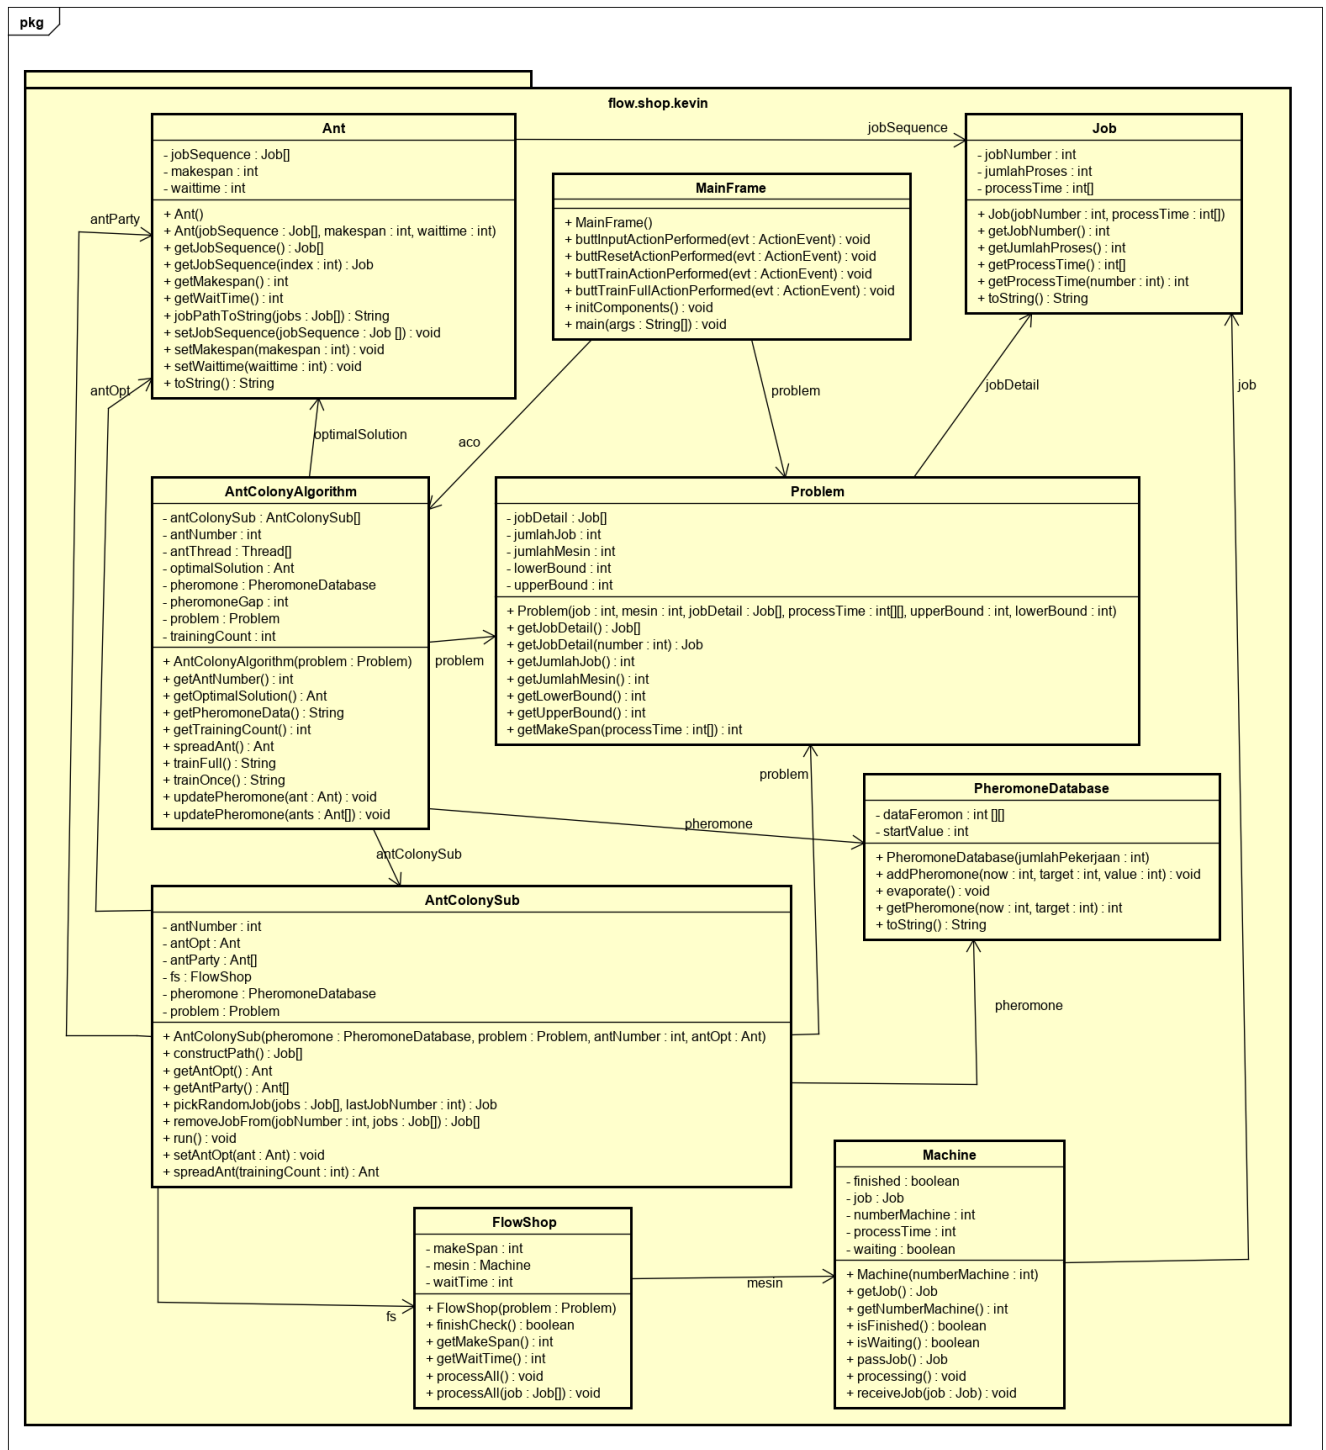 pkg
flow.shop.kevin
Ant
- jobSequence : Job[]
- makespan : int
- waittime : int
+ Ant()
+ Ant(jobSequence : Job[], makespan : int, waittime : int)
+ getJobSequence() : Job[]
+ getJobSequence(index : int) : Job
+ getMakespan() : int
+ getWaitTime() : int
+ jobPathToString(jobs : Job[]) : String
+ setJobSequence(jobSequence : Job []) : void
+ setMakespan(makespan : int) : void
+ setWaittime(waittime : int) : void
+ toString() : String
jobSequence
Job
- jobNumber : int
- jumlahProses : int
- processTime : int[]
+ Job(jobNumber : int, processTime : int[])
+ getJobNumber() : int
+ getJumlahProses() : int
+ getProcessTime() : int[]
+ getProcessTime(number : int) : int
+ toString() : String
MainFrame
+ MainFrame()
+ buttInputActionPerformed(evt : ActionEvent) : void
+ buttResetActionPerformed(evt : ActionEvent) : void
+ buttTrainActionPerformed(evt : ActionEvent) : void
+ buttTrainFullActionPerformed(evt : ActionEvent) : void
+ initComponents() : void
+ main(args : String[]) : void
antParty
antOpt
optimalSolution
aco
problem
jobDetail
job
AntColonyAlgorithm
- antColonySub : AntColonySub[]
- antNumber : int
- antThread : Thread[]
- optimalSolution : Ant
- pheromone : PheromoneDatabase
- pheromoneGap : int
- problem : Problem
- trainingCount : int
+ AntColonyAlgorithm(problem : Problem)
+ getAntNumber() : int
+ getOptimalSolution() : Ant
+ getPheromoneData() : String
+ getTrainingCount() : int
+ spreadAnt() : Ant
+ trainFull() : String
+ trainOnce() : String
+ updatePheromone(ant : Ant) : void
+ updatePheromone(ants : Ant[]) : void
problem
Problem
- jobDetail : Job[]
- jumlahJob : int
- jumlahMesin : int
- lowerBound : int
- upperBound : int
+ Problem(job : int, mesin : int, jobDetail : Job[], processTime : int[][], upperBound : int, lowerBound : int)
+ getJobDetail() : Job[]
+ getJobDetail(number : int) : Job
+ getJumlahJob() : int
+ getJumlahMesin() : int
+ getLowerBound() : int
+ getUpperBound() : int
+ getMakeSpan(processTime : int[]) : int
problem
pheromone
antColonySub
PheromoneDatabase
- dataFeromon : int [][]
- startValue : int
+ PheromoneDatabase(jumlahPekerjaan : int)
+ addPheromone(now : int, target : int, value : int) : void
+ evaporate() : void
+ getPheromone(now : int, target : int) : int
+ toString() : String
AntColonySub
- antNumber : int
- antOpt : Ant
- antParty : Ant[]
- fs : FlowShop
- pheromone : PheromoneDatabase
- problem : Problem
+ AntColonySub(pheromone : PheromoneDatabase, problem : Problem, antNumber : int, antOpt : Ant)
+ constructPath() : Job[]
+ getAntOpt() : Ant
+ getAntParty() : Ant[]
+ pickRandomJob(jobs : Job[], lastJobNumber : int) : Job
+ removeJobFrom(jobNumber : int, jobs : Job[]) : Job[]
+ run() : void
+ setAntOpt(ant : Ant) : void
+ spreadAnt(trainingCount : int) : Ant
pheromone
FlowShop
- makeSpan : int
- mesin : Machine
- waitTime : int
+ FlowShop(problem : Problem)
+ finishCheck() : boolean
+ getMakeSpan() : int
+ getWaitTime() : int
+ processAll() : void
+ processAll(job : Job[]) : void
fs
mesin
Machine
- finished : boolean
- job : Job
- numberMachine : int
- processTime : int
- waiting : boolean
+ Machine(numberMachine : int)
+ getJob() : Job
+ getNumberMachine() : int
+ isFinished() : boolean
+ isWaiting() : boolean
+ passJob() : Job
+ processing() : void
+ receiveJob(job : Job) : void